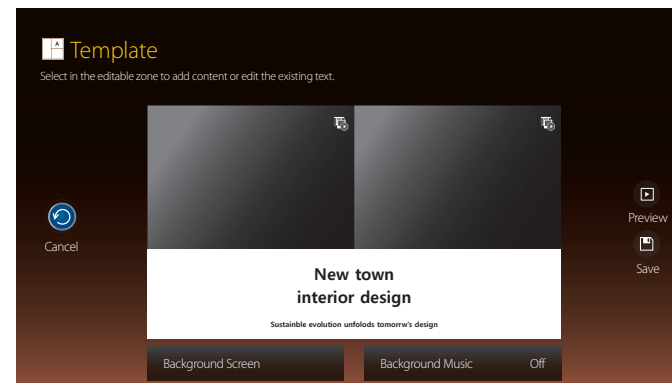 A
Template
Select in the editable zone to add content or edit the existing text.
Cancel
New town
interior design
Sustainble evolution unfolods tomorrw's design
Preview
Save
Background Screen
Background Music Off